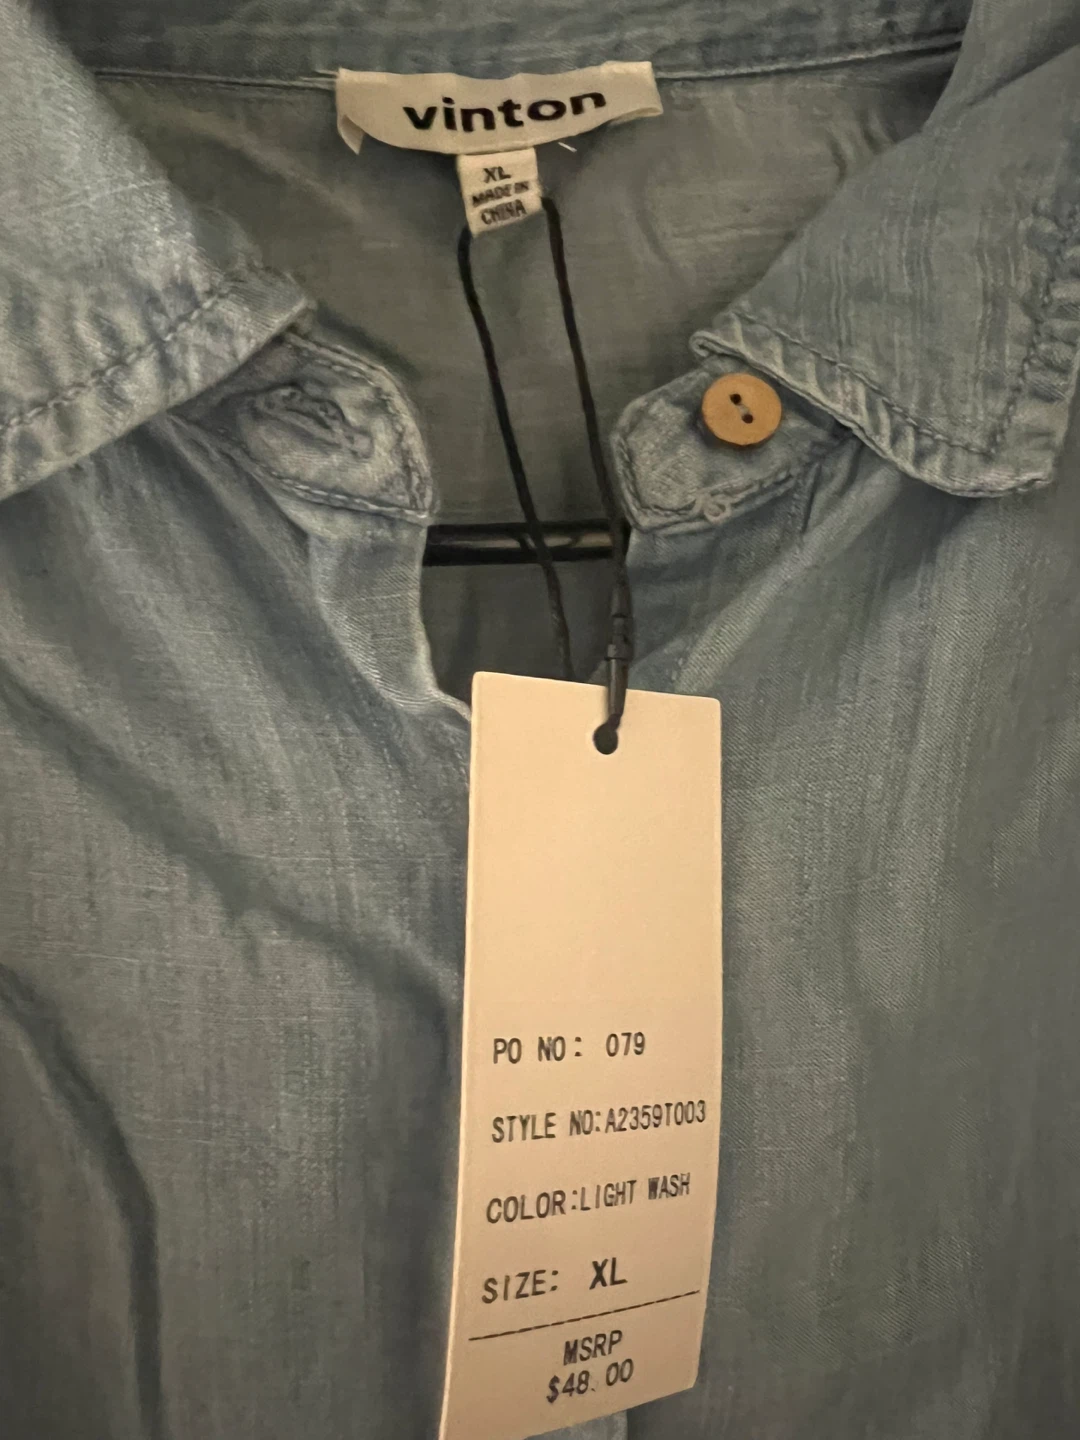 vinton
XL
MADE IN
CHINA
PO NO: 079
STYLE NO:A2359T003
COLOR:LIGHT WASH
SIZE: XL
MSRP
$48.00